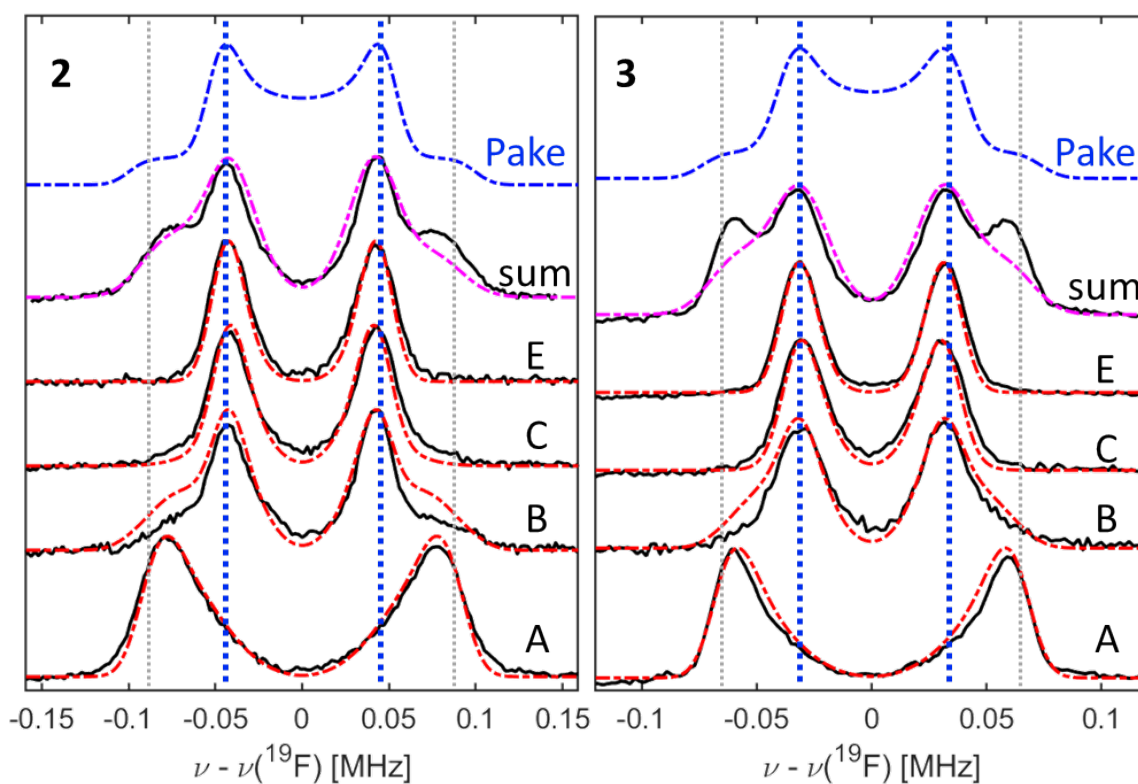 2
Pake
sum
E
C
B
A
-0.15 -0.1 -0.05 0 0.05 0.1 0.15
ν - ν(¹⁹F) [MHz]
3
Pake
sum
E
C
B
A
-0.1 -0.05 0 0.05 0.1
ν - ν(¹⁹F) [MHz]